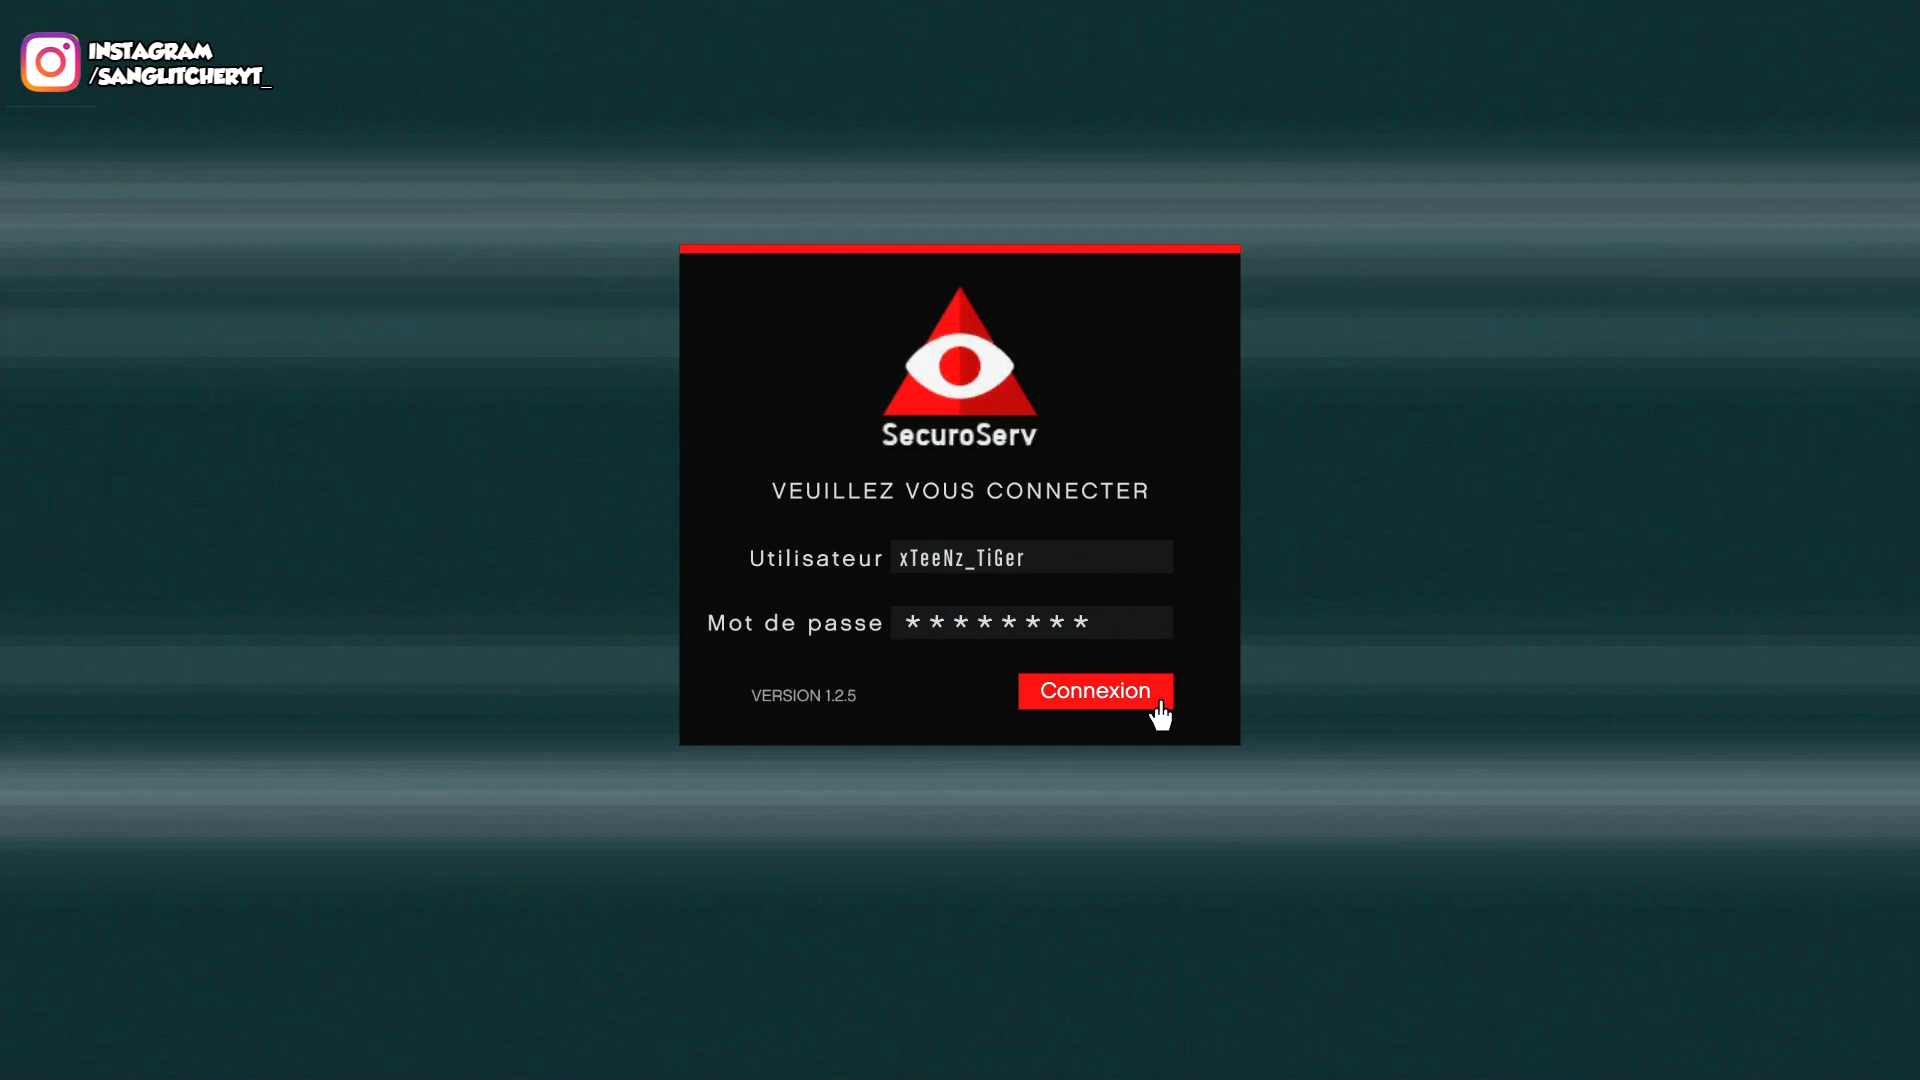 INSTAGRAM
/SANGLITCHERYT_
SecuroServ
VEUILLEZ VOUS CONNECTER
Utilisateur xTeeNz_TiGer
Mot de passe ********
VERSION 1.2.5 Connexion